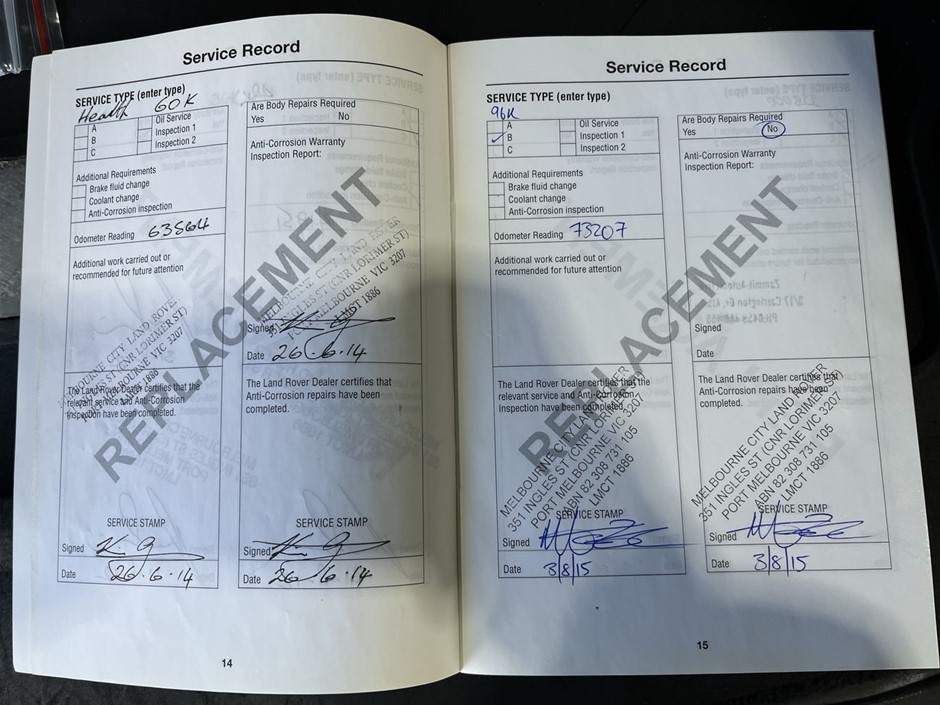 Service Record
SERVICE TYPE (enter type)
Health 60K
A
B
C
Oil Service
Inspection 1
Inspection 2
Additional Requirements
Brake fluid change
Coolant change
Anti-Corrosion inspection
Odometer Reading 63564
Additional work carried out or
recommended for future attention
The Land Rover Dealer certifies that the
relevant service and Anti-Corrosion
Inspection have been completed.
SERVICE STAMP
Signed
Date 26.6.14
Are Body Repairs Required
Yes No
Anti-Corrosion Warranty
Inspection Report:
MELBOURNE CITY LAND ROVER
351 INGLES ST (CNR LORIMER ST)
PORT MELBOURNE VIC 3207
LMCT 1886
Signed
Date 26.6.14
The Land Rover Dealer certifies that
Anti-Corrosion repairs have been
completed.
SERVICE STAMP
Signed
Date 26.6.14
REPLACEMENT
14
Service Record
SERVICE TYPE (enter type)
96K
A
B
C
Oil Service
Inspection 1
Inspection 2
Additional Requirements
Brake fluid change
Coolant change
Anti-Corrosion inspection
Odometer Reading 73207
Additional work carried out or
recommended for future attention
The Land Rover Dealer certifies that the
relevant service and Anti-Corrosion
Inspection have been completed.
MELBOURNE CITY LAND ROVER
351 INGLES ST (CNR LORIMER ST)
PORT MELBOURNE VIC 3207
ABN 82 308 731 105
LMCT 1886
SERVICE STAMP
Signed
Date 3/8/15
Are Body Repairs Required
Yes No
Anti-Corrosion Warranty
Inspection Report:
Signed
Date
The Land Rover Dealer certifies that
Anti-Corrosion repairs have been
completed.
MELBOURNE CITY LAND ROVER
351 INGLES ST (CNR LORIMER ST)
PORT MELBOURNE VIC 3207
ABN 82 308 731 105
LMCT 1886
SERVICE STAMP
Signed
Date 3/8/15
REPLACEMENT
15